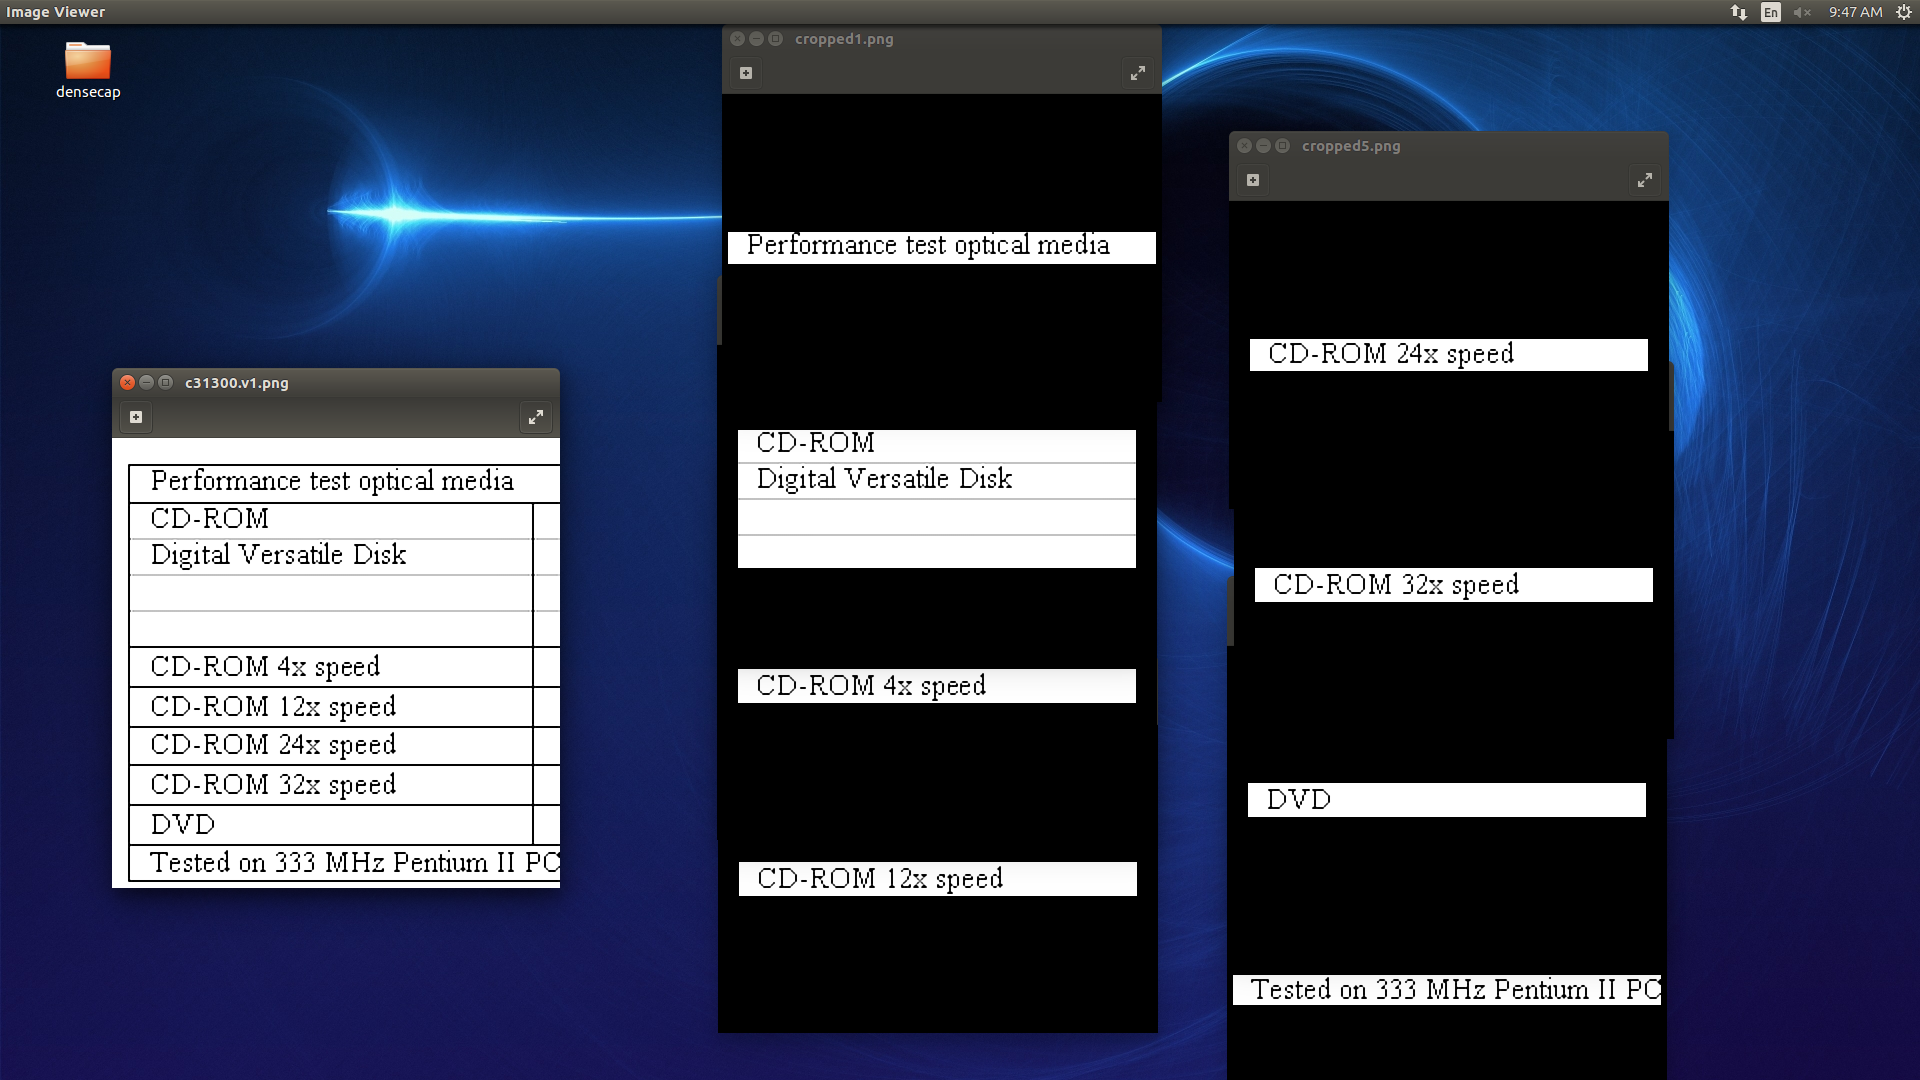 Image Viewer
En
9:47 AM
densecap
c31300.v1.png
Performance test optical media
CD-ROM
Digital Versatile Disk
CD-ROM 4x speed
CD-ROM 12x speed
CD-ROM 24x speed
CD-ROM 32x speed
DVD
Tested on 333 MHz Pentium II PC
cropped1.png
Performance test optical media
CD-ROM
Digital Versatile Disk
CD-ROM 4x speed
CD-ROM 12x speed
cropped5.png
CD-ROM 24x speed
CD-ROM 32x speed
DVD
Tested on 333 MHz Pentium II PC